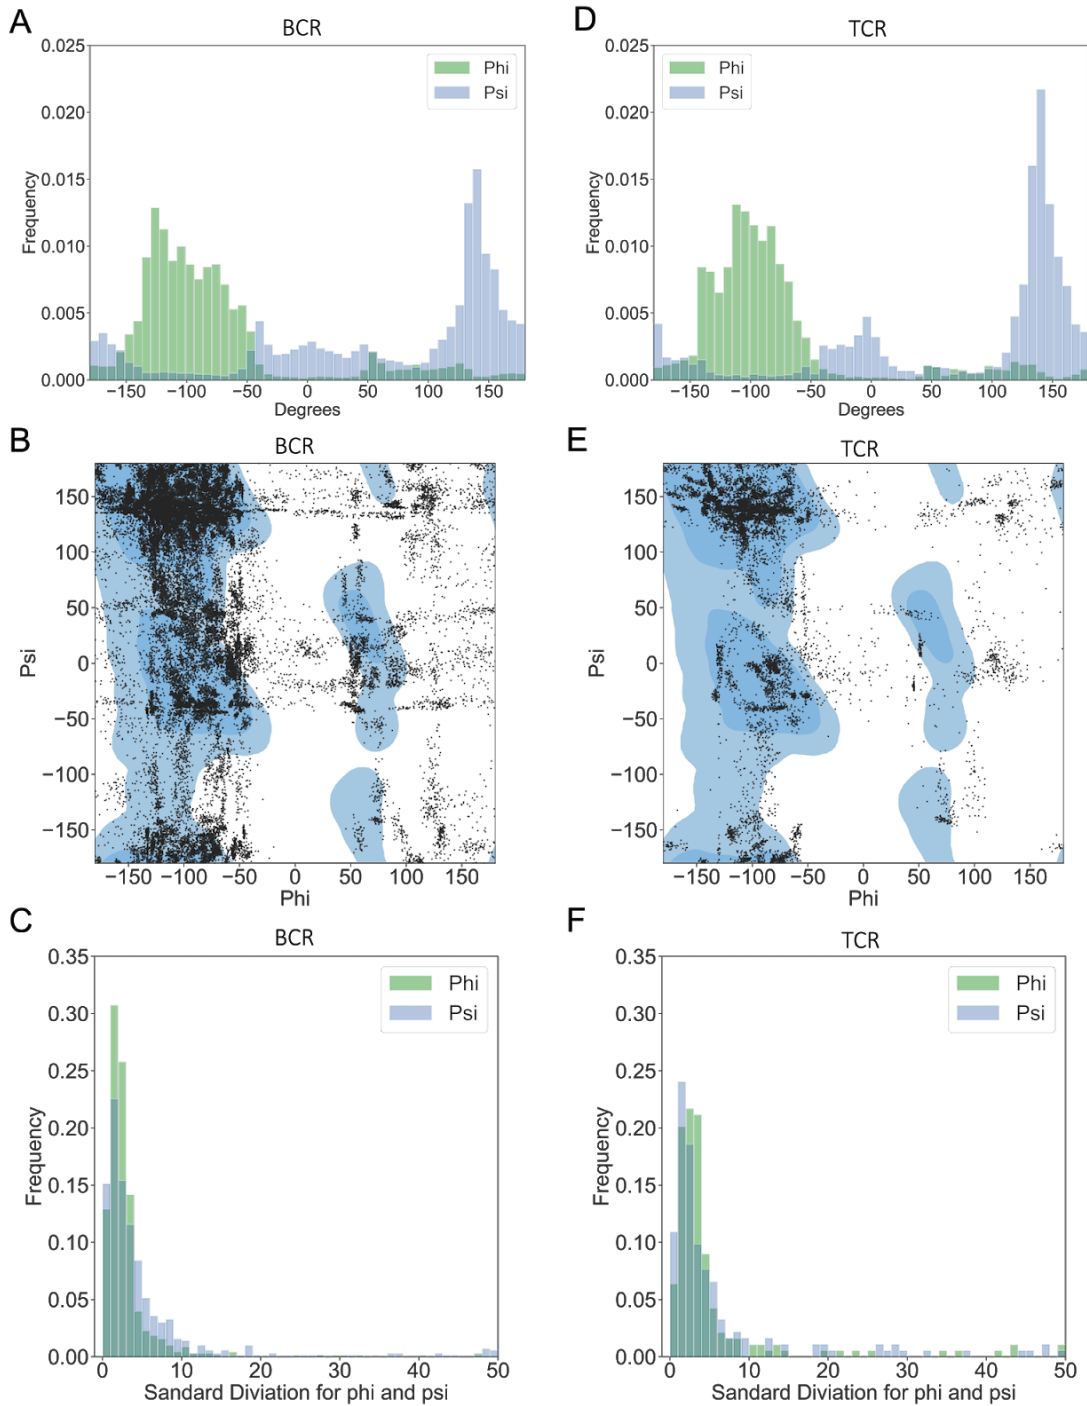 A
BCR
0.025
0.020
0.015
0.010
0.005
0.000
Frequency
Phi
Psi
−150 −100 −50 0 50 100 150
Degrees
D
TCR
0.025
0.020
0.015
0.010
0.005
0.000
Frequency
Phi
Psi
−150 −100 −50 0 50 100 150
Degrees
B
BCR
150
100
50
0
−50
−100
−150
Psi
−150 −100 −50 0 50 100 150
Phi
E
TCR
150
100
50
0
−50
−100
−150
Psi
−150 −100 −50 0 50 100 150
Phi
C
BCR
0.35
0.30
0.25
0.20
0.15
0.10
0.05
0.00
Frequency
Phi
Psi
0 10 20 30 40 50
Sandard Diviation for phi and psi
F
TCR
0.35
0.30
0.25
0.20
0.15
0.10
0.05
0.00
Frequency
Phi
Psi
0 10 20 30 40 50
Sandard Diviation for phi and psi